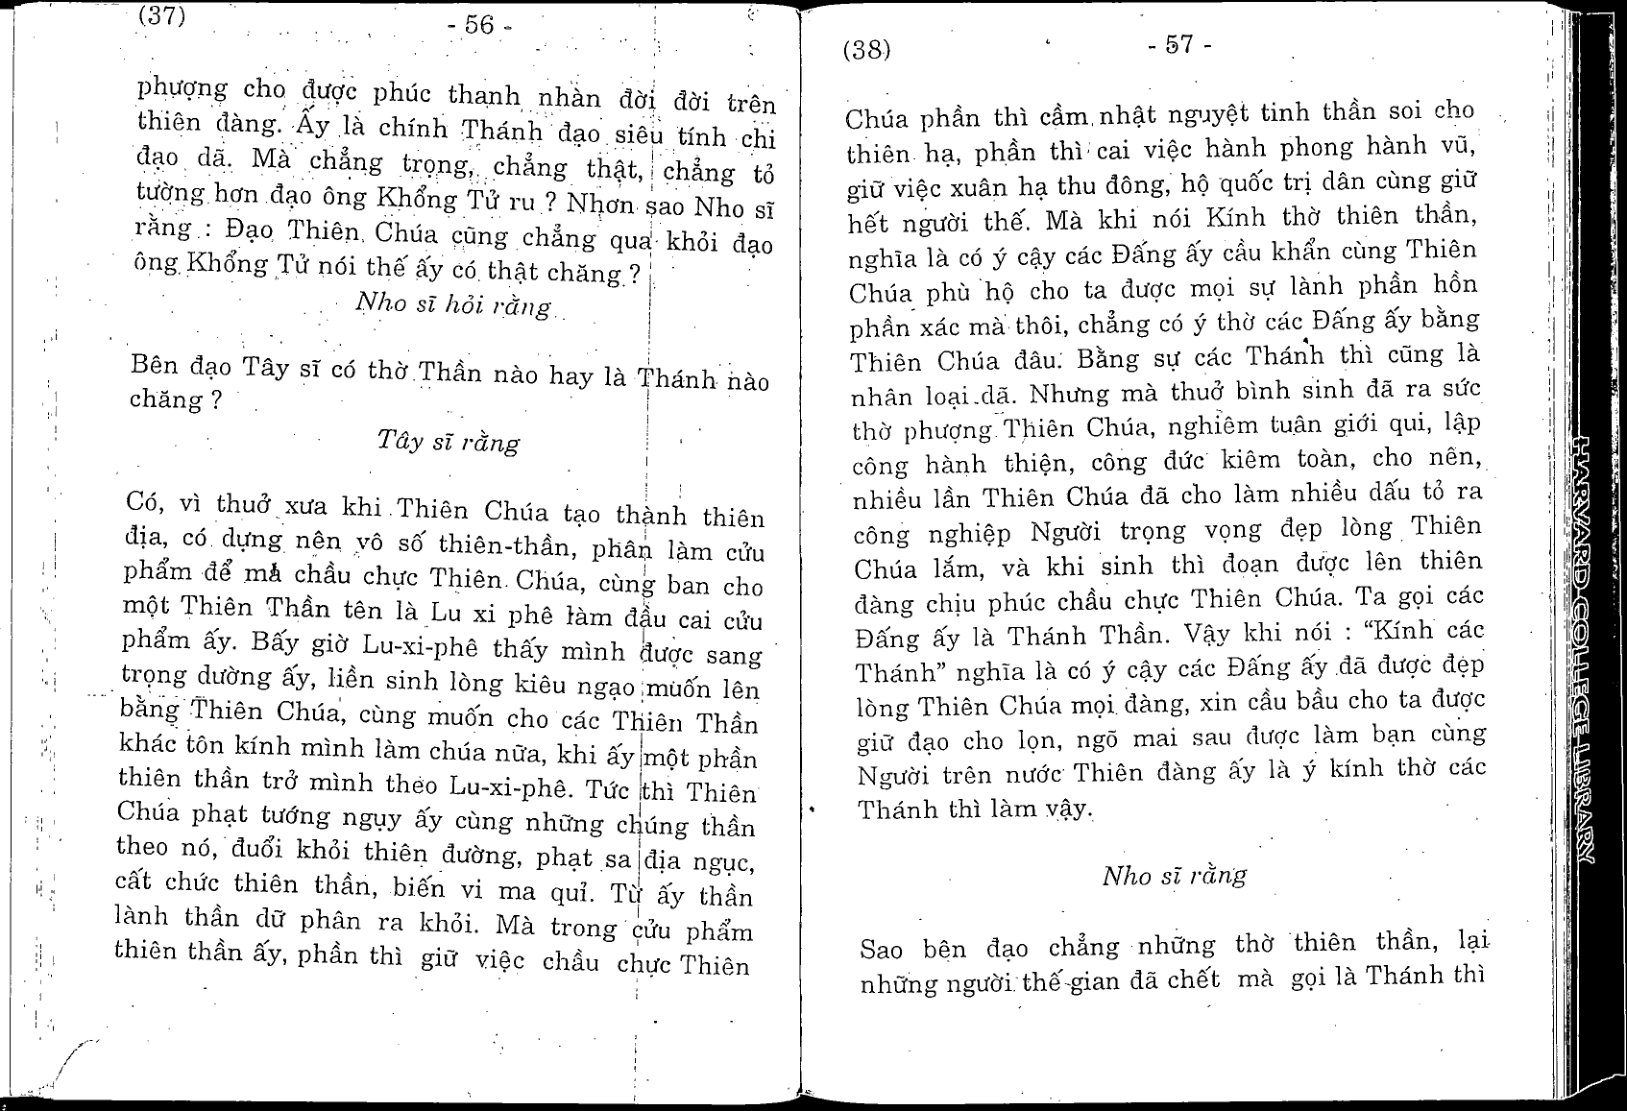 (37)
- 56 -
phượng cho được phúc thanh nhàn đời đời trên
thiên đàng. Ấy là chính Thánh đạo siêu tính chi
đạo dã. Mà chẳng trọng, chẳng thật, chẳng tỏ
tường hơn đạo ông Khổng Tử ru ? Nhơn sao Nho sĩ
rằng : Đạo Thiên Chúa cũng chẳng qua khỏi đạo
ông Khổng Tử nói thế ấy có thật chăng ?
Nho sĩ hỏi rằng
Bên đạo Tây sĩ có thờ Thần nào hay là Thánh nào
chăng ?
Tây sĩ rằng
Có, vì thuở xưa khi Thiên Chúa tạo thành thiên
địa, có dựng nên vô số thiên-thần, phân làm cửu
phẩm để mà chầu chực Thiên Chúa, cùng ban cho
một Thiên Thần tên là Lu xi phê làm đầu cai cửu
phẩm ấy. Bấy giờ Lu-xi-phê thấy mình được sang
trọng dường ấy, liền sinh lòng kiêu ngạo muốn lên
bằng Thiên Chúa, cùng muốn cho các Thiên Thần
khác tôn kính mình làm chúa nữa, khi ấy một phần
thiên thần trở mình theo Lu-xi-phê. Tức thì Thiên
Chúa phạt tướng ngụy ấy cùng những chúng thần
theo nó, đuổi khỏi thiên đường, phạt sa địa ngục,
cất chức thiên thần, biến vi ma quỉ. Từ ấy thần
lành thần dữ phân ra khỏi. Mà trong cửu phẩm
thiên thần ấy, phần thì giữ việc chầu chực Thiên
(38)
- 57 -
Chúa phần thì cầm nhật nguyệt tinh thần soi cho
thiên hạ, phần thì cai việc hành phong hành vũ,
giữ việc xuân hạ thu đông, hộ quốc trị dân cùng giữ
hết người thế. Mà khi nói Kính thờ thiên thần,
nghĩa là có ý cậy các Đấng ấy cầu khẩn cùng Thiên
Chúa phù hộ cho ta được mọi sự lành phần hồn
phần xác mà thôi, chẳng có ý thờ các Đấng ấy bằng
Thiên Chúa đâu. Bằng sự các Thánh thì cũng là
nhân loại dã. Nhưng mà thuở bình sinh đã ra sức
thờ phượng Thiên Chúa, nghiêm tuân giới qui, lập
công hành thiện, công đức kiêm toàn, cho nên,
nhiều lần Thiên Chúa đã cho làm nhiều dấu tỏ ra
công nghiệp Người trọng vọng đẹp lòng Thiên
Chúa lắm, và khi sinh thì đoạn được lên thiên
đàng chịu phúc chầu chực Thiên Chúa. Ta gọi các
Đấng ấy là Thánh Thần. Vậy khi nói : “Kính các
Thánh” nghĩa là có ý cậy các Đấng ấy đã được đẹp
lòng Thiên Chúa mọi đàng, xin cầu bầu cho ta được
giữ đạo cho lọn, ngõ mai sau được làm bạn cùng
Người trên nước Thiên đàng ấy là ý kính thờ các
Thánh thì làm vậy.
Nho sĩ rằng
Sao bên đạo chẳng những thờ thiên thần, lại
những người thế gian đã chết mà gọi là Thánh thì
HARVARD COLLEGE LIBRARY